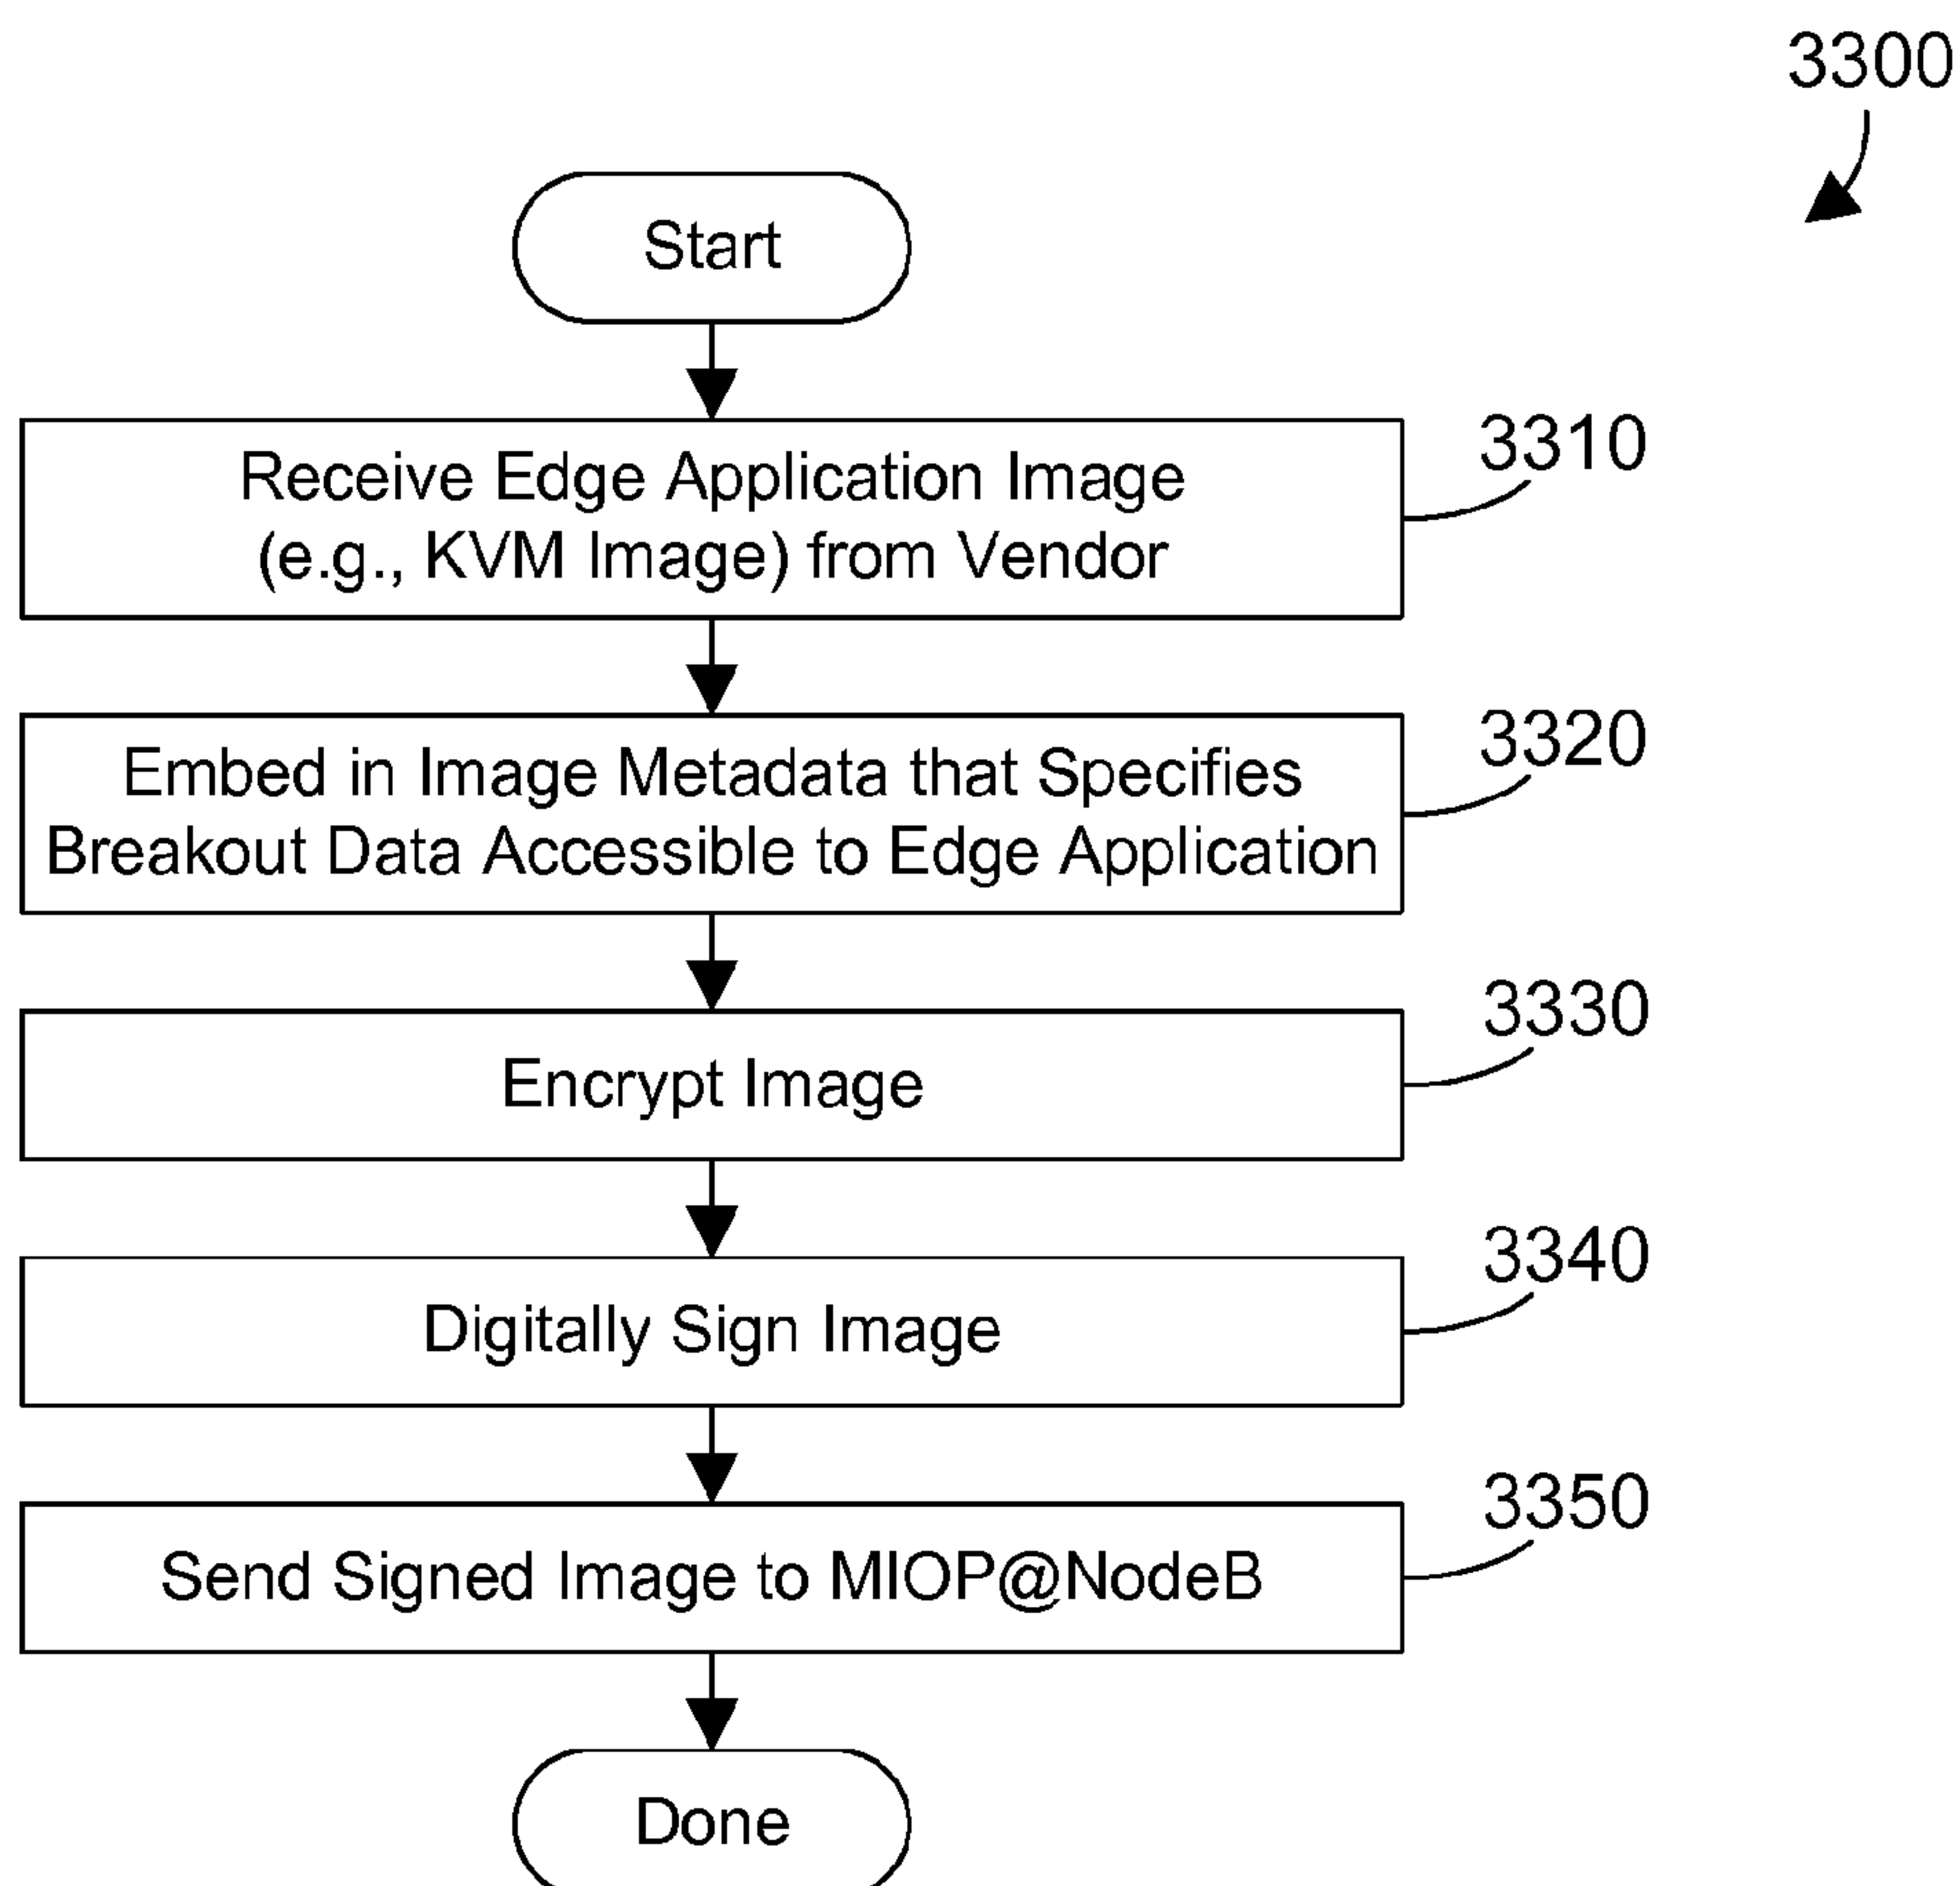 3300
Start
Receive Edge Application Image
(e.g., KVM Image) from Vendor
3310
Embed in Image Metadata that Specifies
Breakout Data Accessible to Edge Application
3320
Encrypt Image
3330
Digitally Sign Image
3340
Send Signed Image to MIOP@NodeB
3350
Done